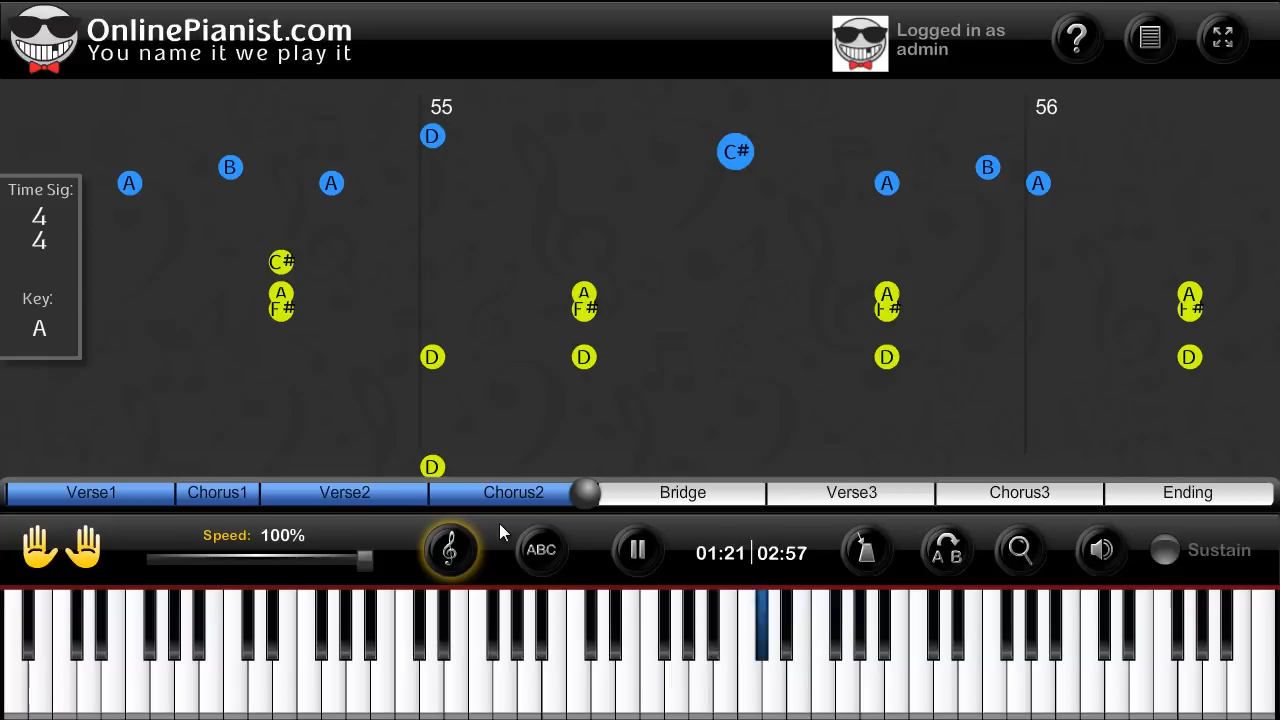 OnlinePianist.com
You name it we play it
Logged in as
admin
?
55
56
D
C#
B
B
A
A
A
A
Time Sig:
4
4
Key:
A
C#
A
F#
A
F#
A
F#
A
F#
D
D
D
D
D
Verse1
Chorus1
Verse2
Chorus2
Bridge
Verse3
Chorus3
Ending
Speed: 100%
ABC
01:21|02:57
A B
Sustain